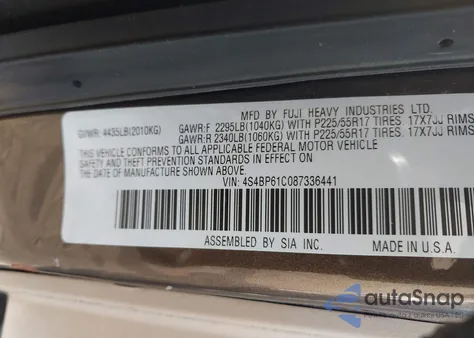 MFD. BY FUJI HEAVY INDUSTRIES LTD.
GVWR: 4435LB(2010KG) GAWR:F 2295LB(1040KG) WITH P225/55R17 TIRES. 17X7JJ RIMS
GAWR:R 2340LB(1060KG) WITH P225/55R17 TIRES. 17X7JJ RIMS
THIS VEHICLE CONFORMS TO ALL APPLICABLE FEDERAL MOTOR VEHICLE
SAFETY AND THEFT PREVENTION STANDARDS IN EFFECT ON THE
DATE OF MANUFACTURE SHOWN ABOVE.
VIN: 4S4BP61C087336441
ASSEMBLED BY SIA INC. MADE IN U.S.A.
autoSnap